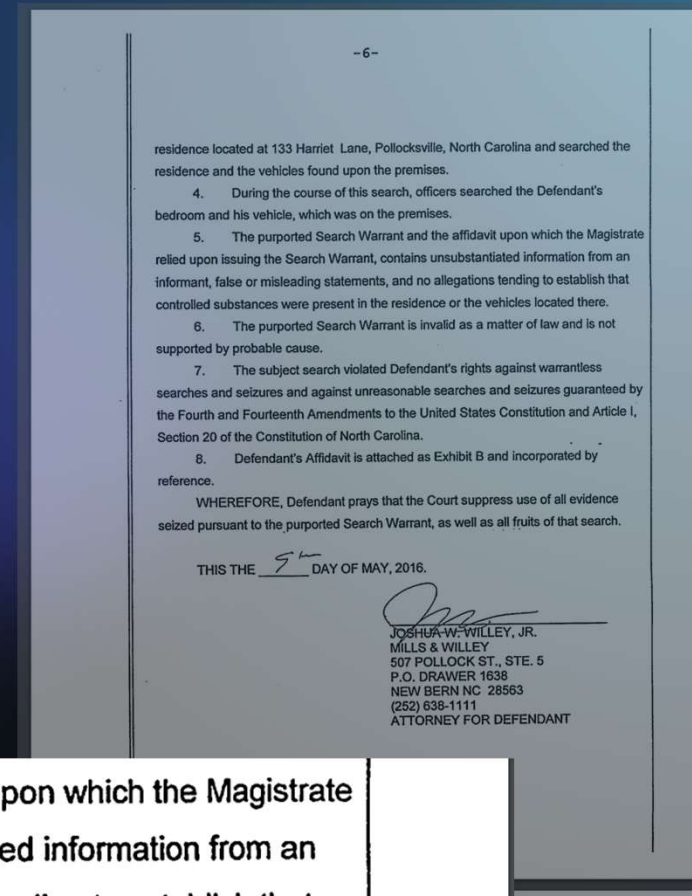 -6-
residence located at 133 Harriet Lane, Pollocksville, North Carolina and searched the
residence and the vehicles found upon the premises.
4. During the course of this search, officers searched the Defendant's
bedroom and his vehicle, which was on the premises.
5. The purported Search Warrant and the affidavit upon which the Magistrate
relied upon issuing the Search Warrant, contains unsubstantiated information from an
informant, false or misleading statements, and no allegations tending to establish that
controlled substances were present in the residence or the vehicles located there.
6. The purported Search Warrant is invalid as a matter of law and is not
supported by probable cause.
7. The subject search violated Defendant's rights against warrantless
searches and seizures and against unreasonable searches and seizures guaranteed by
the Fourth and Fourteenth Amendments to the United States Constitution and Article I,
Section 20 of the Constitution of North Carolina.
8. Defendant's Affidavit is attached as Exhibit B and incorporated by
reference.
WHEREFORE, Defendant prays that the Court suppress use of all evidence
seized pursuant to the purported Search Warrant, as well as all fruits of that search.
THIS THE 5th DAY OF MAY, 2016.
JOSHUA W. WILLEY, JR.
MILLS & WILLEY
507 POLLOCK ST., STE. 5
P.O. DRAWER 1638
NEW BERN NC 28563
(252) 638-1111
ATTORNEY FOR DEFENDANT
pon which the Magistrate
ed information from an